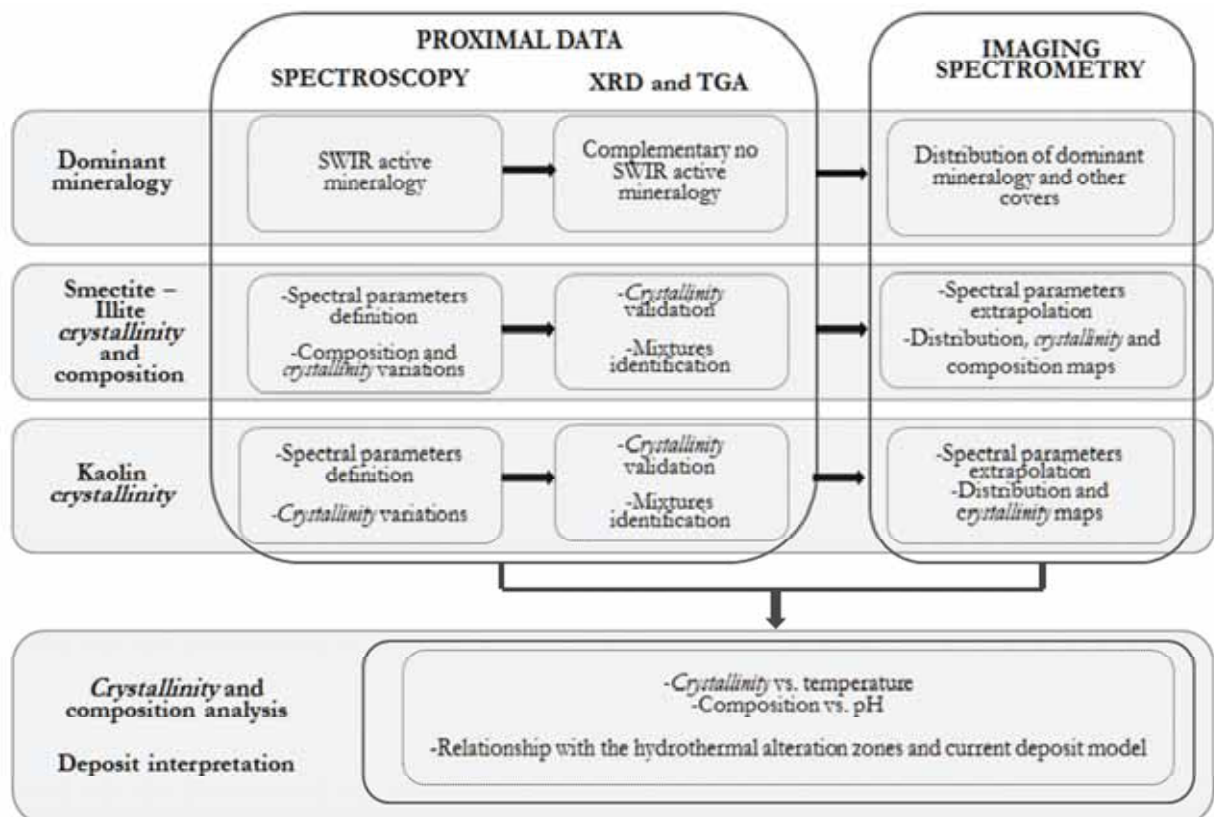 PROXIMAL DATA
SPECTROSCOPY
XRD and TGA
IMAGING
SPECTROMETRY
Dominant
mineralogy
SWIR active
mineralogy
Complementary no
SWIR active
mineralogy
Distribution of dominant
mineralogy and other
covers
Smectite –
Illite
crystallinity
and
composition
-Spectral parameters
definition
-Composition and
crystallinity variations
-Crystallinity
validation
-Mixtures
identification
-Spectral parameters
extrapolation
-Distribution, crystallinity and
composition maps
Kaolin
crystallinity
-Spectral parameters
definition
-Crystallinity variations
-Crystallinity
validation
-Mixtures
identification
-Spectral parameters
extrapolation
-Distribution and
crystallinity maps
Crystallinity and
composition analysis
Deposit interpretation
-Crystallinity vs. temperature
-Composition vs. pH
-Relationship with the hydrothermal alteration zones and current deposit model